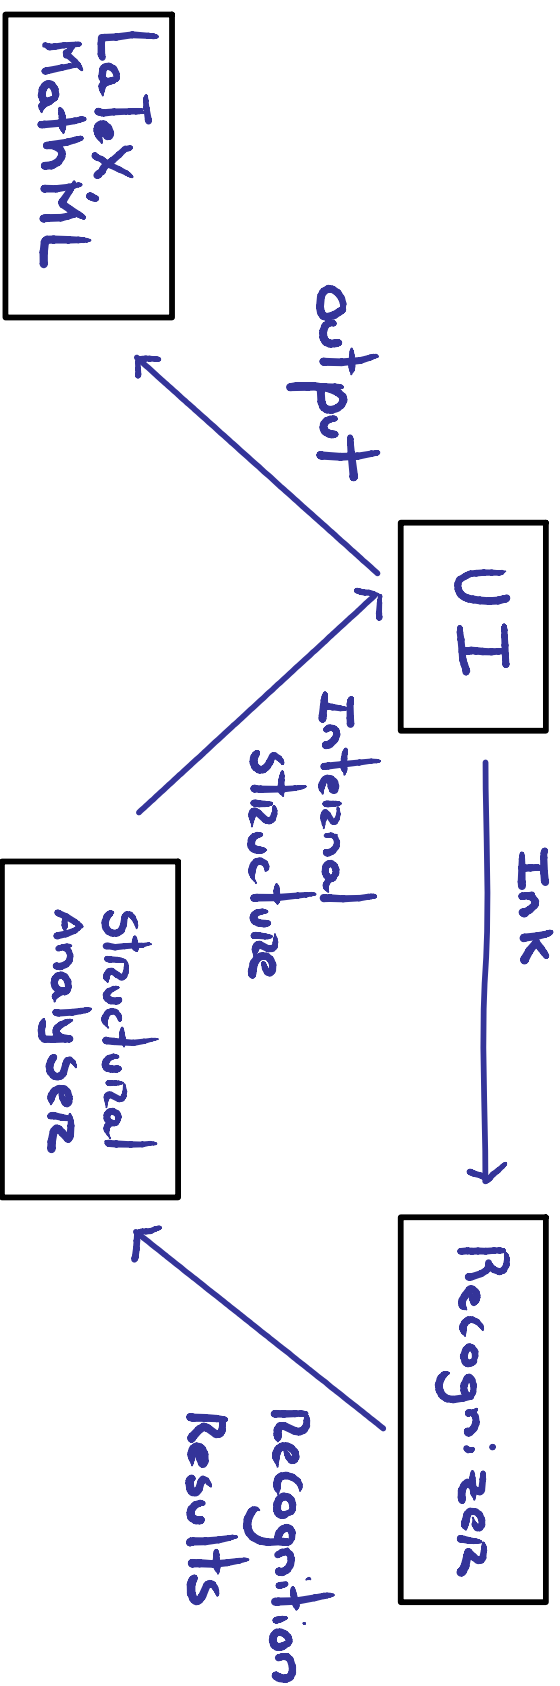 UI
Ink
Recognizer
output
Internal
Structure
Recognition
Results
LaTeX
MathML
Structural
Analyser